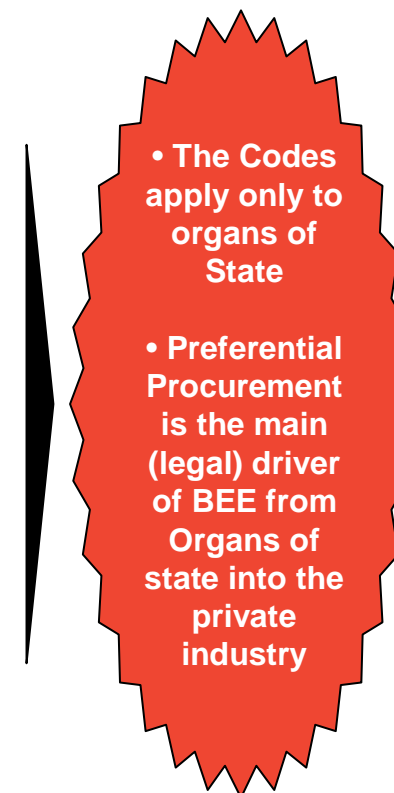 • The Codes
apply only to
organs of
State
• Preferential
Procurement
is the main
(legal) driver
of BEE from
Organs of
state into the
private
industry